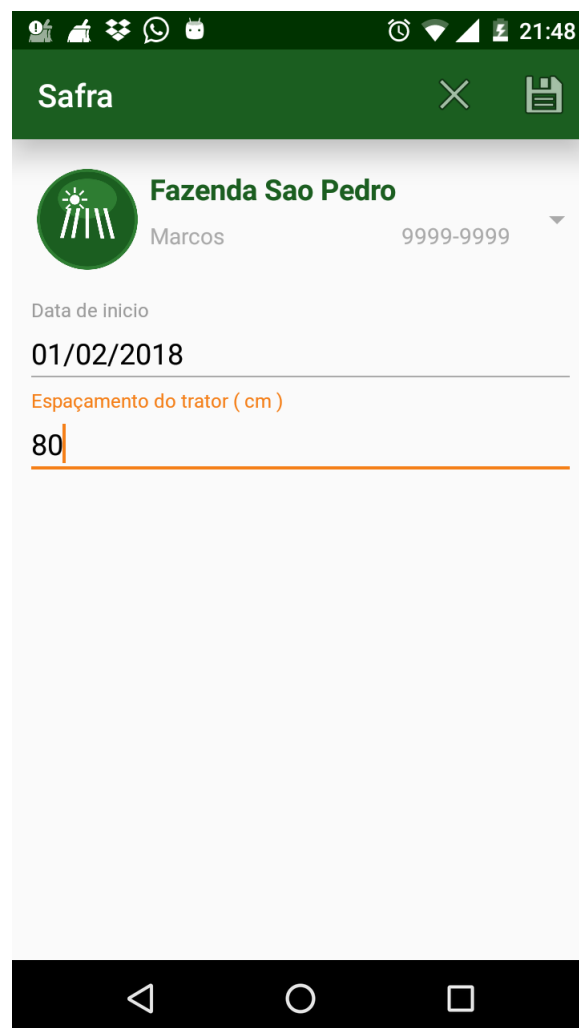 21:48
Safra
Fazenda Sao Pedro
Marcos 9999-9999
Data de inicio
01/02/2018
Espaçamento do trator ( cm )
80